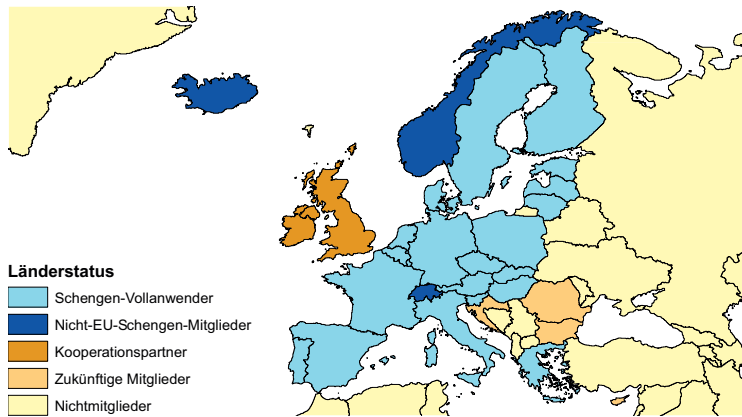 Länderstatus
Schengen-Vollanwender
Nicht-EU-Schengen-Mitglieder
Kooperationspartner
Zukünftige Mitglieder
Nichtmitglieder